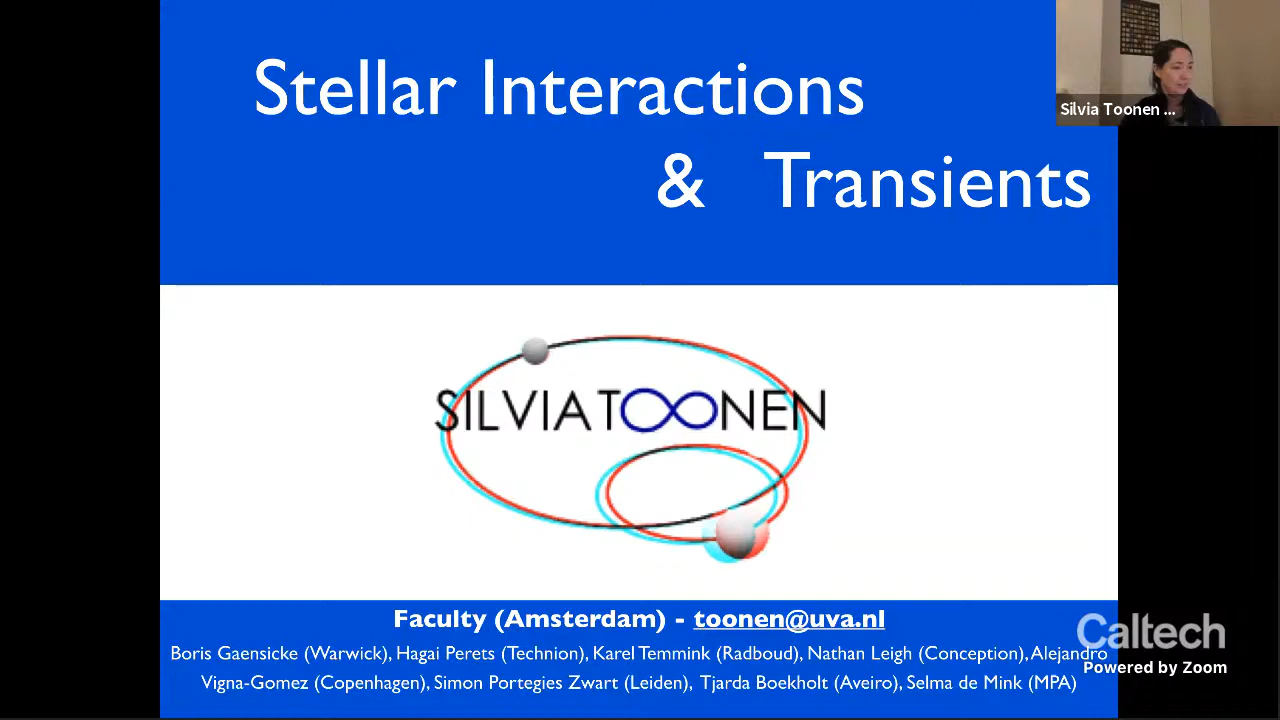 Stellar Interactions
& Transients
Silvia Toonen ...
SILVIA TOONEN
Faculty (Amsterdam) - toonen@uva.nl
Boris Gaensicke (Warwick), Hagai Perets (Technion), Karel Temmink (Radboud), Nathan Leigh (Conception), Alejandro
Vigna-Gomez (Copenhagen), Simon Portegies Zwart (Leiden), Tjarda Boekholt (Aveiro), Selma de Mink (MPA)
Caltech
Powered by Zoom